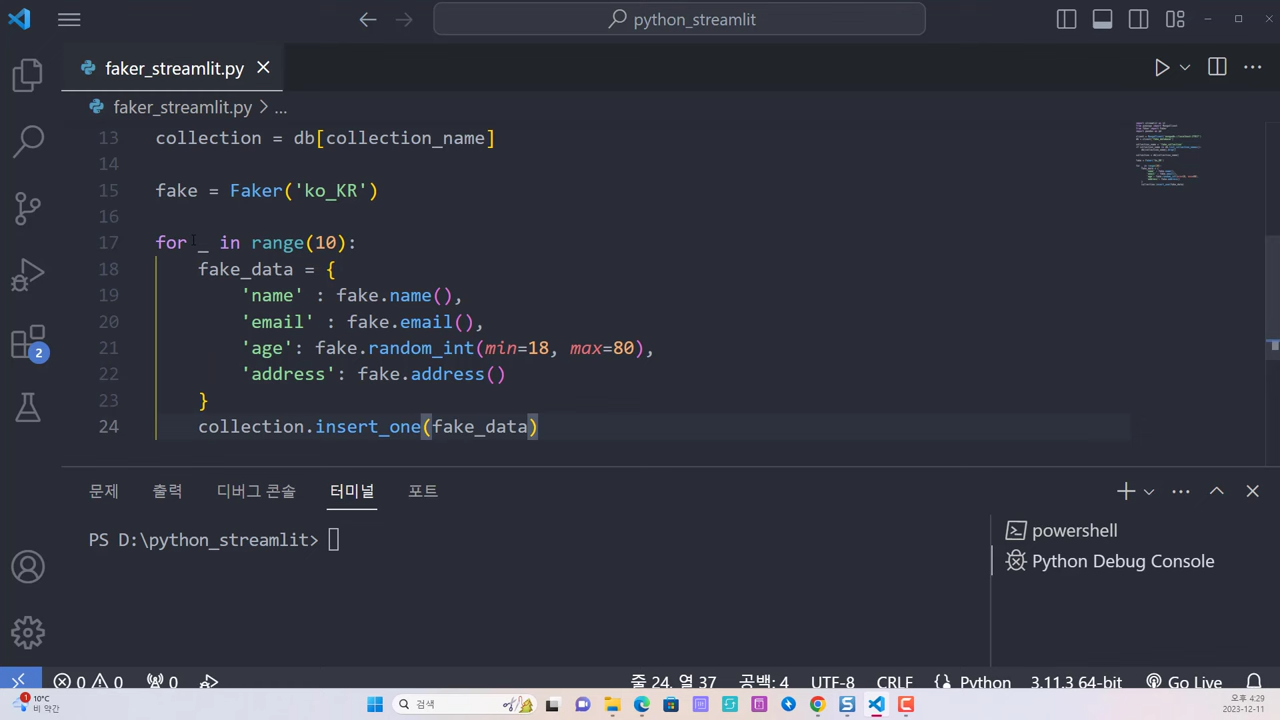 python_streamlit
faker_streamlit.py
faker_streamlit.py > ...
13 collection = db[collection_name]
14
15 fake = Faker('ko_KR')
16
17 for _ in range(10):
18 fake_data = {
19 'name' : fake.name(),
20 'email' : fake.email(),
21 'age': fake.random_int(min=18, max=80),
22 'address': fake.address()
23 }
24 collection.insert_one(fake_data)
2
문제 출력 디버그 콘솔 터미널 포트
PS D:\python_streamlit>
powershell
Python Debug Console
0 0 0 줄 24, 열 37 공백: 4 UTF-8 CRLF Python 3.11.3 64-bit Go Live
1 10°C
비 약간
검색
오후 4:29
2023-12-11